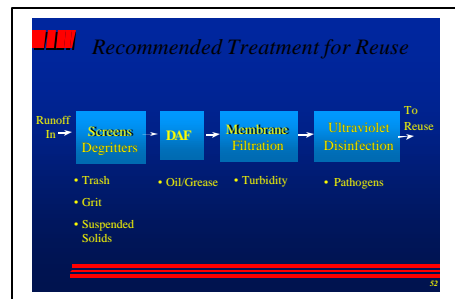 Recommended Treatment for Reuse
Runoff
In
Screens
Degritters
DAF
Membrane
Filtration
Ultraviolet
Disinfection
To
Reuse
• Trash
• Grit
• Suspended
Solids
• Oil/Grease
• Turbidity
• Pathogens
52